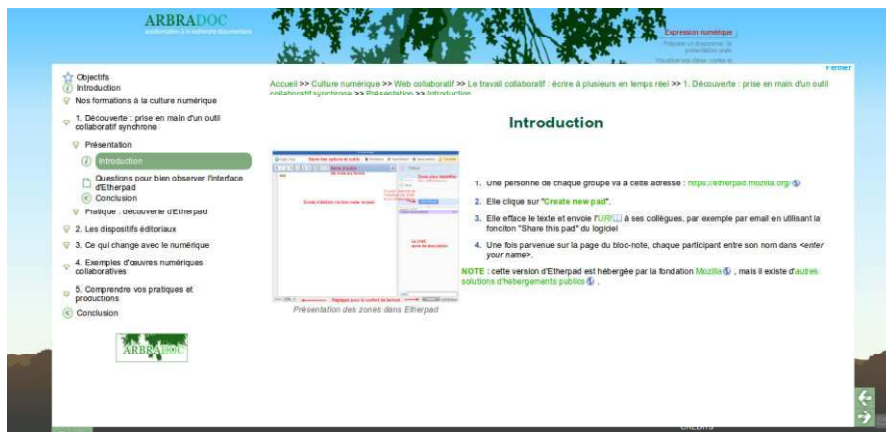 ARBRADOC
Expression numérique
Fermer
Objectifs
Introduction
Nos formations à la culture numérique
1. Découverte : prise en main d'un outil
collaboratif synchrone
Présentation
Introduction
Questions pour bien observer l'interface
d'Etherpad
Conclusion
Pratique : découverte d'Etherpad
2. Les dispositifs éditoriaux
3. Ce qui change avec le numérique
4. Exemples d'œuvres numériques
collaboratives
5. Comprendre vos pratiques et
productions
Conclusion
ARBRADOC
Accueil >> Culture numérique >> Web collaboratif >> Le travail collaboratif : écrire à plusieurs en temps réel >> 1. Découverte : prise en main d'un outil
collaboratif synchrone >> Présentation >> Introduction
Introduction
Présentation des zones dans Etherpad
1. Une personne de chaque groupe va à cette adresse : https://etherpad.mozilla.org/
2. Elle clique sur "Create new pad".
3. Elle efface le texte et envoie l'URL à ses collègues, par exemple par email en utilisant la
fonciton "Share this pad" du logiciel
4. Une fois parvenue sur la page du bloc-note, chaque participant entre son nom dans <enter
your name>.
NOTE : cette version d'Etherpad est hébergée par la fondation Mozilla , mais il existe d'autres
solutions d'hébergements publics .
CREDITS